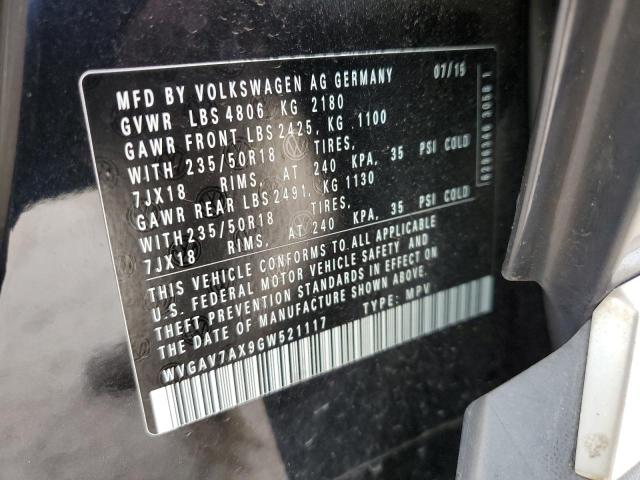 MFD BY VOLKSWAGEN AG GERMANY 07/15
GVWR LBS 4806 KG 2180
GAWR FRONT LBS 2425, KG .1100
WITH 235/50R18 TIRES,
7JX18 RIMS, AT 240 KPA, 35 PSI COLD
GAWR REAR LBS 2491, KG 1130
WITH 235/50R18 TIRES,
7JX18 RIMS, AT 240 KPA, 35 PSI COLD
THIS VEHICLE CONFORMS TO ALL APPLICABLE
U.S. FEDERAL MOTOR VEHICLE SAFETY AND
THEFT PREVENTION STANDARDS IN EFFECT ON
DATE OF MANUFACTURE SHOWN ABOVE.
WVGAV7AX9GW521117 TYPE: MPV